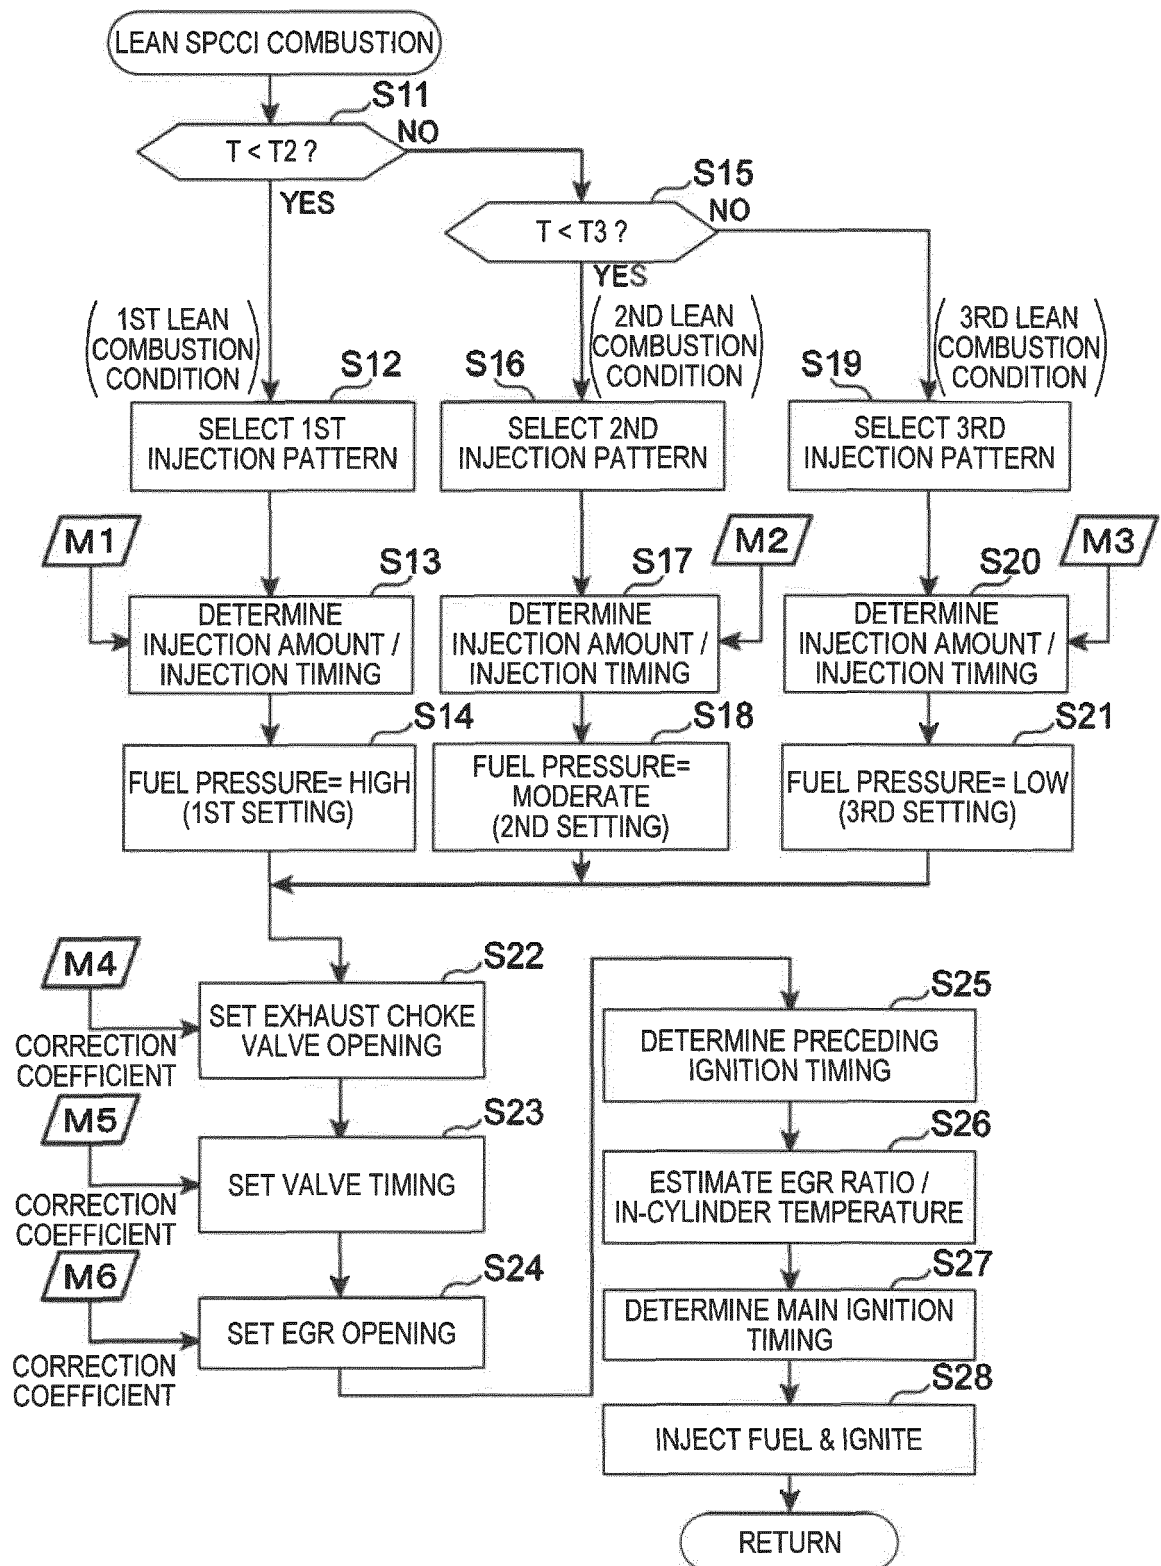 LEAN SPCCI COMBUSTION
S11
T < T2 ?
NO
YES
S15
T < T3 ?
NO
YES
1ST LEAN
COMBUSTION
CONDITION
2ND LEAN
COMBUSTION
CONDITION
3RD LEAN
COMBUSTION
CONDITION
S12
SELECT 1ST
INJECTION PATTERN
S16
SELECT 2ND
INJECTION PATTERN
S19
SELECT 3RD
INJECTION PATTERN
M1
S13
DETERMINE
INJECTION AMOUNT /
INJECTION TIMING
M2
S17
DETERMINE
INJECTION AMOUNT /
INJECTION TIMING
M3
S20
DETERMINE
INJECTION AMOUNT /
INJECTION TIMING
S14
FUEL PRESSURE= HIGH
(1ST SETTING)
S18
FUEL PRESSURE=
MODERATE
(2ND SETTING)
S21
FUEL PRESSURE= LOW
(3RD SETTING)
M4
CORRECTION
COEFFICIENT
S22
SET EXHAUST CHOKE
VALVE OPENING
M5
CORRECTION
COEFFICIENT
S23
SET VALVE TIMING
M6
CORRECTION
COEFFICIENT
S24
SET EGR OPENING
S25
DETERMINE PRECEDING
IGNITION TIMING
S26
ESTIMATE EGR RATIO /
IN-CYLINDER TEMPERATURE
S27
DETERMINE MAIN IGNITION
TIMING
S28
INJECT FUEL & IGNITE
RETURN